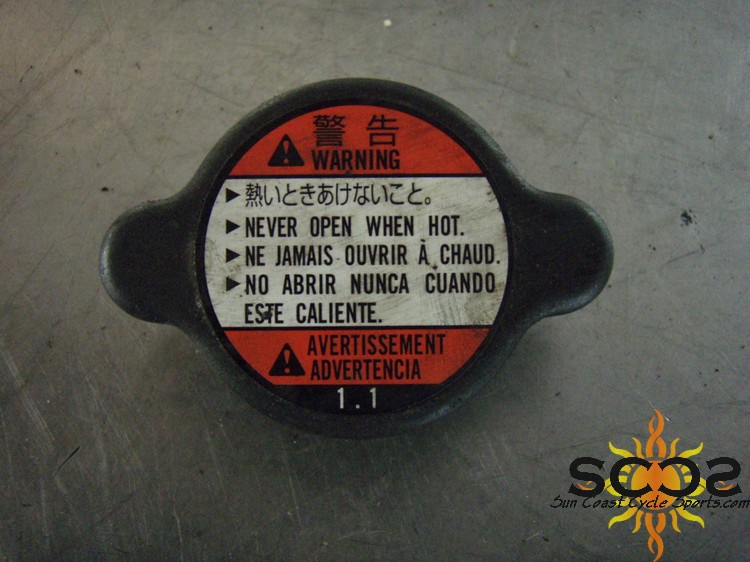 警告
WARNING
▶熱いときあけないこと。
▶NEVER OPEN WHEN HOT.
▶NE JAMAIS OUVRIR À CHAUD.
▶NO ABRIR NUNCA CUANDO
ESTE CALIENTE.
AVERTISSEMENT
ADVERTENCIA
1.1
SCCS
Sun Coast Cycle Sports.com